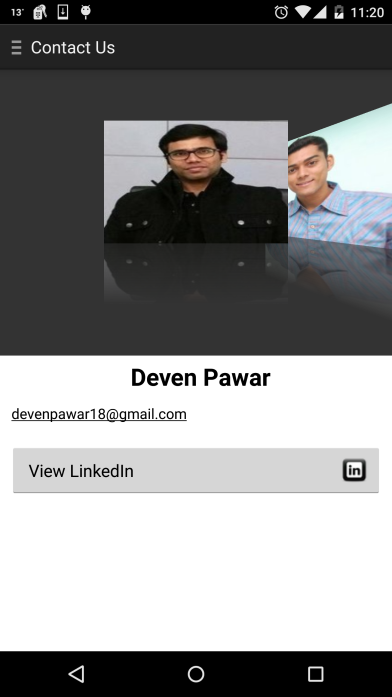 13° 11:20
Contact Us
Deven Pawar
devenpawar18@gmail.com
View LinkedIn in